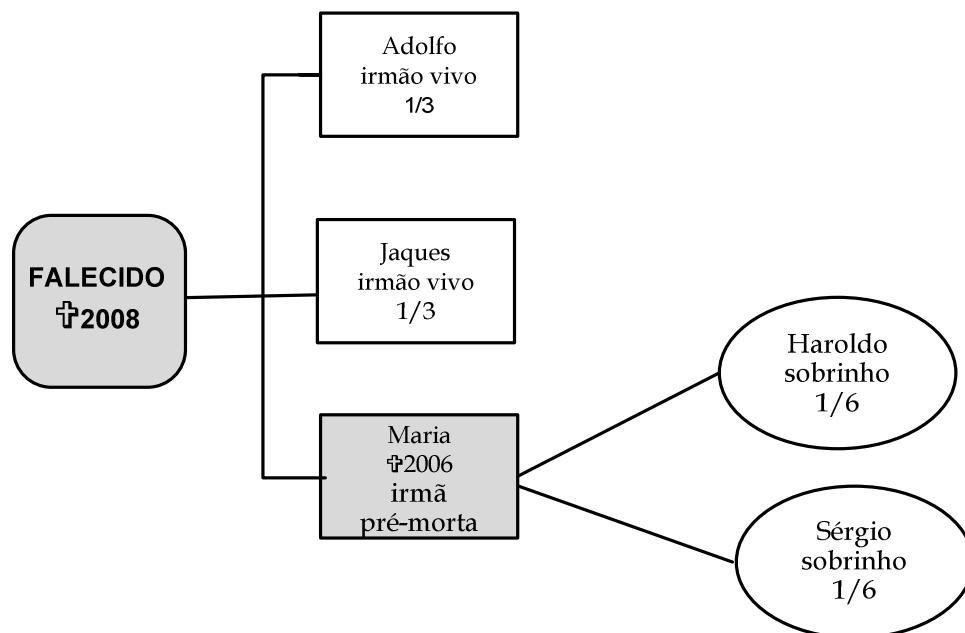 Adolfo
irmão vivo
1/3
FALECIDO
✞2008
Jaques
irmão vivo
1/3
Maria
✞2006
irmã
pré-morta
Haroldo
sobrinho
1/6
Sérgio
sobrinho
1/6